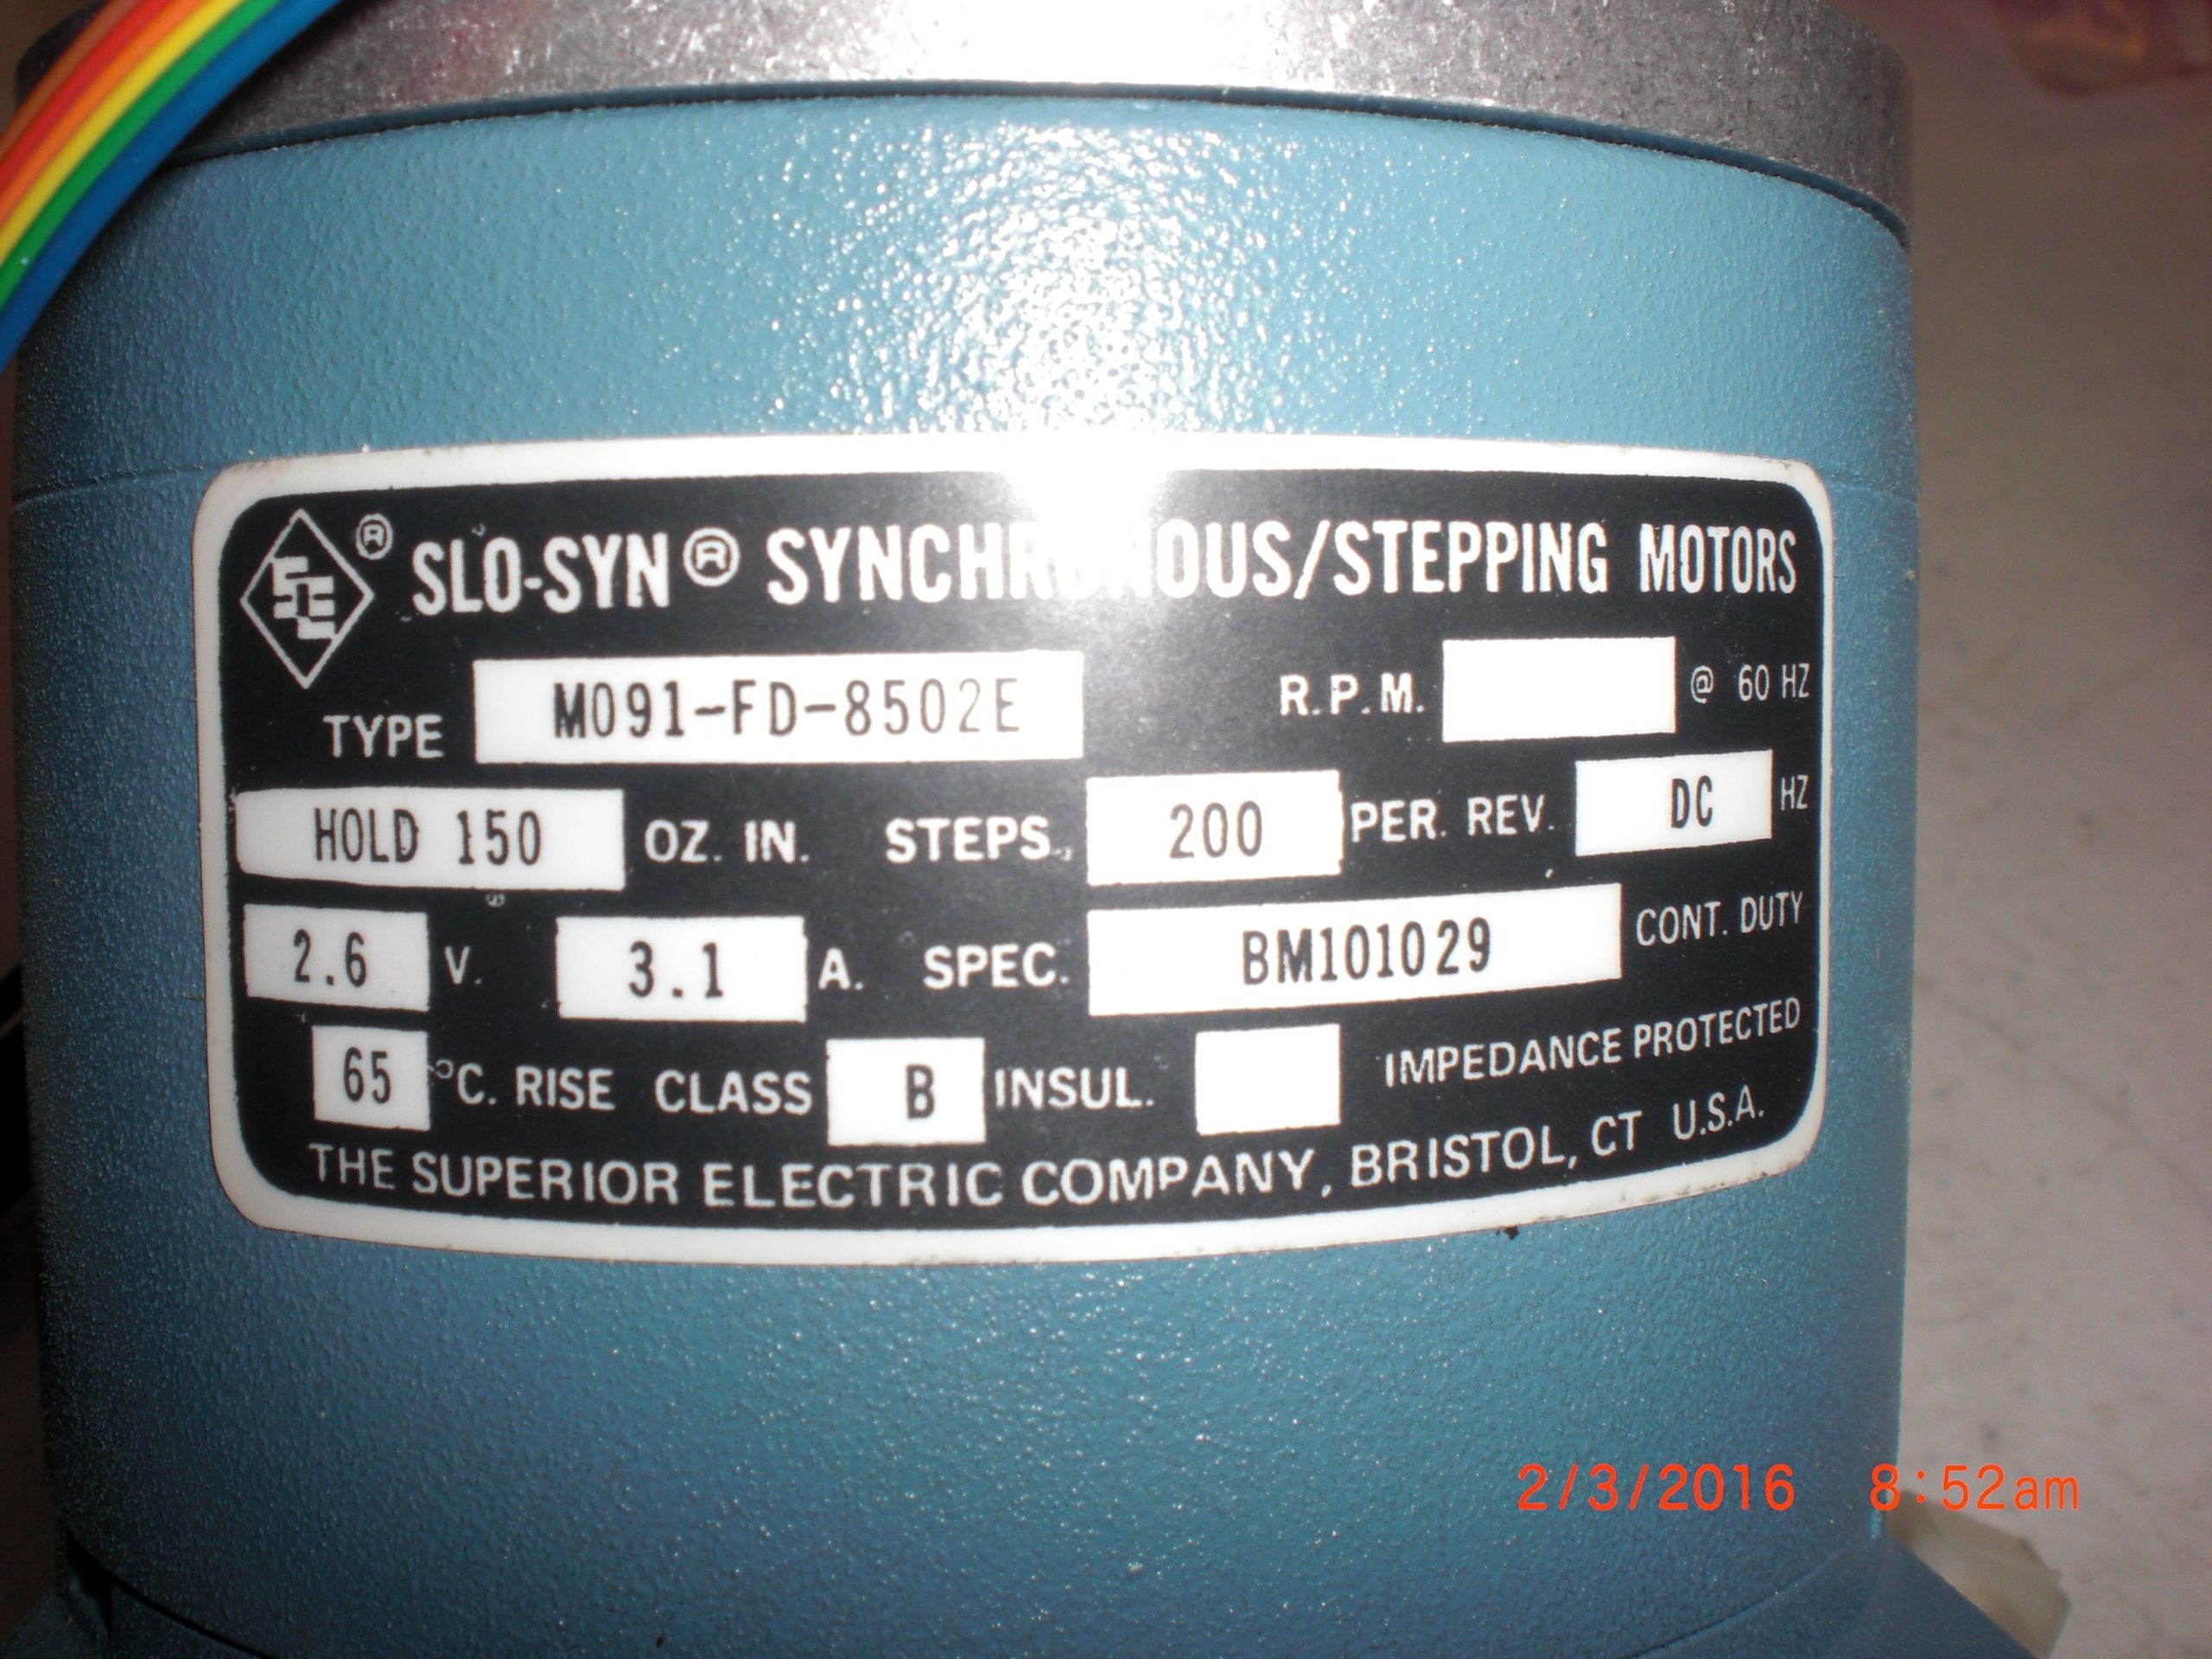 SE ® SLO-SYN® SYNCHRONOUS/STEPPING MOTORS
TYPE M091-FD-8502E R.P.M. @ 60 HZ
HOLD 150 OZ. IN. STEPS 200 PER. REV. DC HZ
2.6 V. 3.1 A. SPEC. BM101029 CONT. DUTY
65 °C. RISE CLASS B INSUL. IMPEDANCE PROTECTED
THE SUPERIOR ELECTRIC COMPANY, BRISTOL, CT U.S.A.
2/3/2016 8:52am